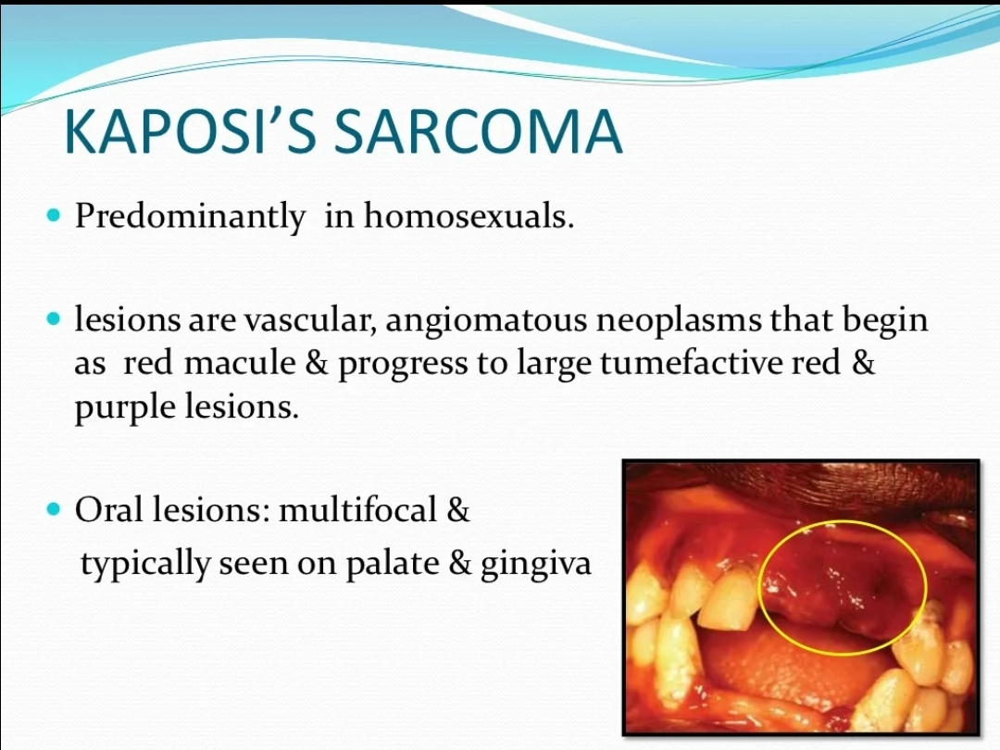 KAPOSI’S SARCOMA
• Predominantly in homosexuals.
• lesions are vascular, angiomatous neoplasms that begin
as red macule & progress to large tumefactive red &
purple lesions.
• Oral lesions: multifocal &
typically seen on palate & gingiva